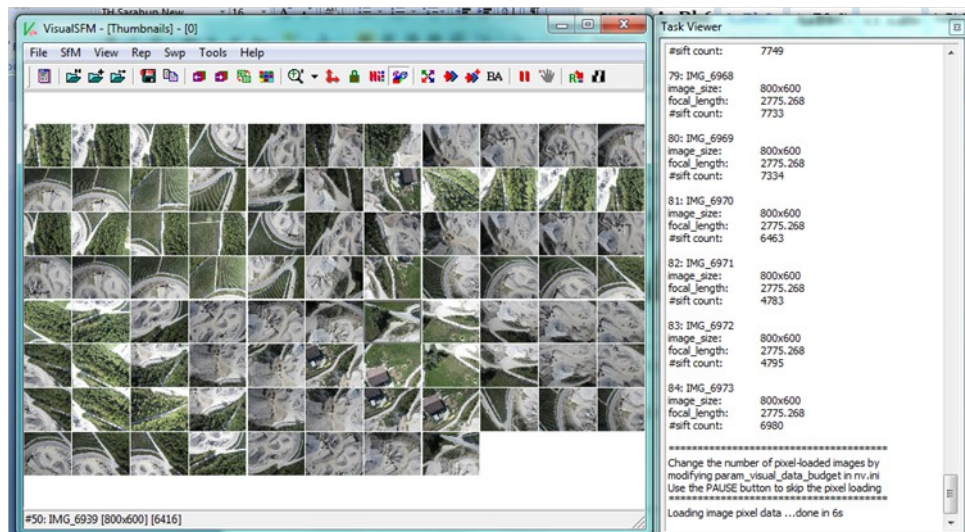 TH Sarabun New
16
VisualSFM - [Thumbnails] - [0]
File SfM View Rep Swp Tools Help
BA
#50: IMG_6939 [800x600] [6416]
Task Viewer
#sift count: 7749
79: IMG_6968
image_size: 800x600
focal_length: 2775.268
#sift count: 7733
80: IMG_6969
image_size: 800x600
focal_length: 2775.268
#sift count: 7334
81: IMG_6970
image_size: 800x600
focal_length: 2775.268
#sift count: 6463
82: IMG_6971
image_size: 800x600
focal_length: 2775.268
#sift count: 4783
83: IMG_6972
image_size: 800x600
focal_length: 2775.268
#sift count: 4795
84: IMG_6973
image_size: 800x600
focal_length: 2775.268
#sift count: 6980
========================================
Change the number of pixel-loaded images by
modifying param_visual_data_budget in nv.ini
Use the PAUSE button to skip the pixel loading
========================================
Loading image pixel data ...done in 6s